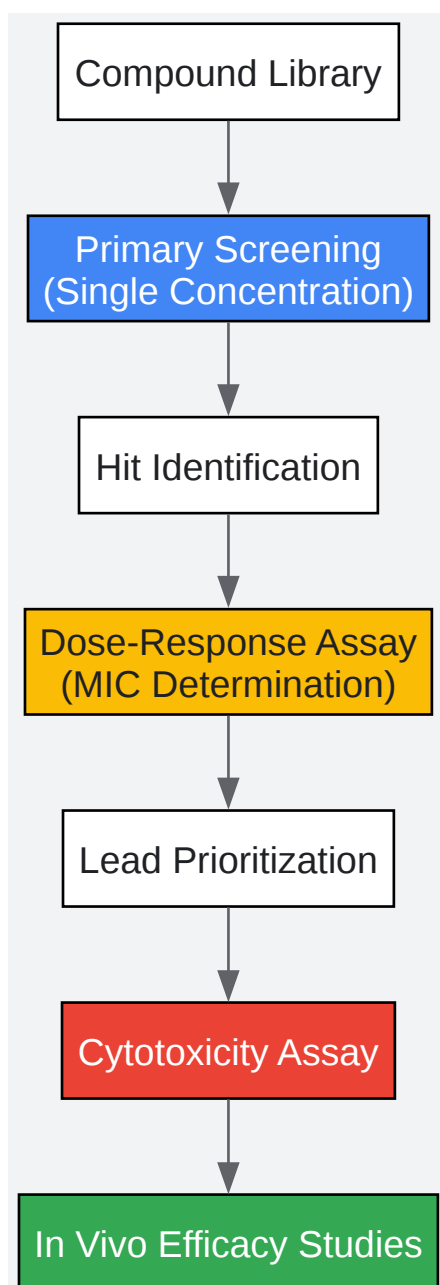 Compound Library
Primary Screening
(Single Concentration)
Hit Identification
Dose-Response Assay
(MIC Determination)
Lead Prioritization
Cytotoxicity Assay
In Vivo Efficacy Studies